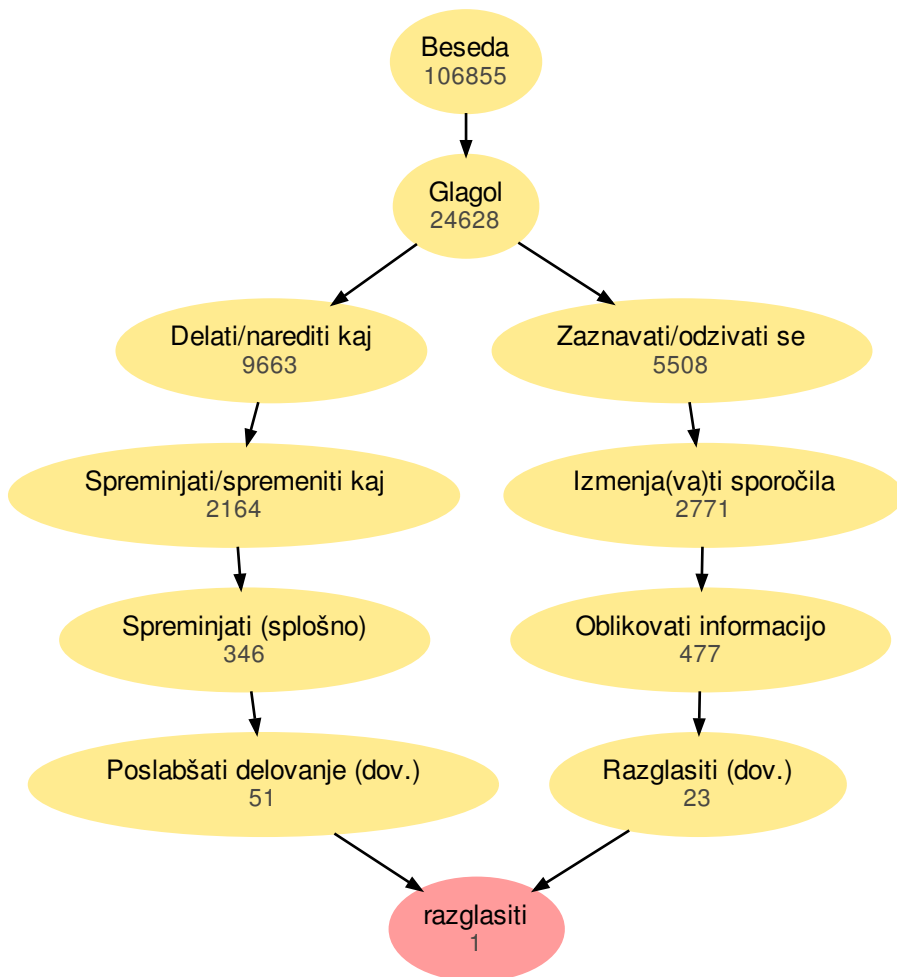 Beseda
106855
Glagol
24628
Delati/narediti kaj
9663
Zaznavati/odzivati se
5508
Spreminjati/spremeniti kaj
2164
Izmenja(va)ti sporočila
2771
Spreminjati (splošno)
346
Oblikovati informacijo
477
Poslabšati delovanje (dov.)
51
Razglasiti (dov.)
23
razglasiti
1